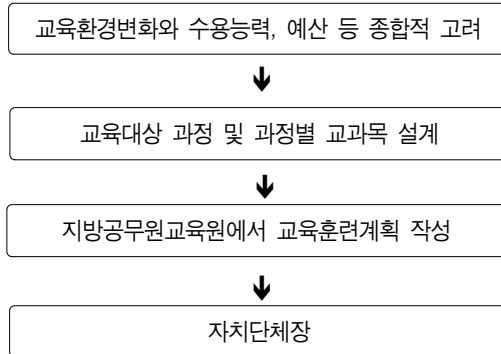 교육환경변화와 수용능력, 예산 등 종합적 고려
교육대상 과정 및 과정별 교과목 설계
지방공무원교육원에서 교육훈련계획 작성
자치단체장